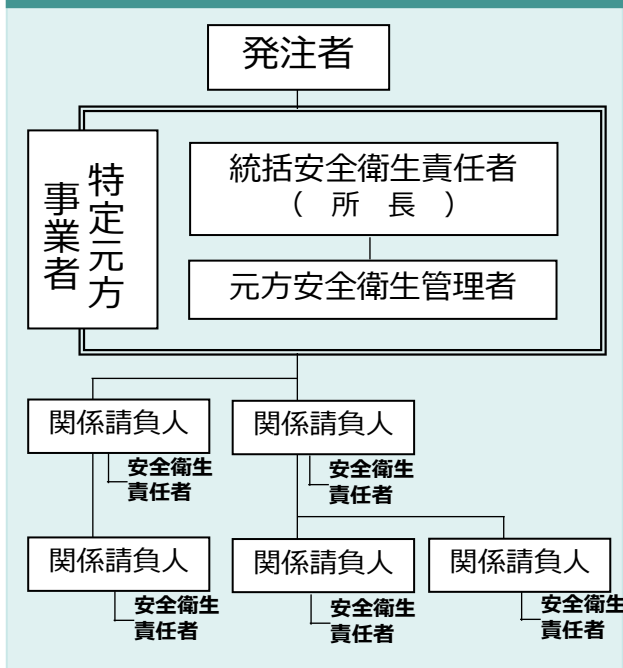 発注者
特定元方
事業者
統括安全衛生責任者
（　所　長　）
元方安全衛生管理者
関係請負人
安全衛生
責任者
関係請負人
安全衛生
責任者
関係請負人
安全衛生
責任者
関係請負人
安全衛生
責任者
関係請負人
安全衛生
責任者